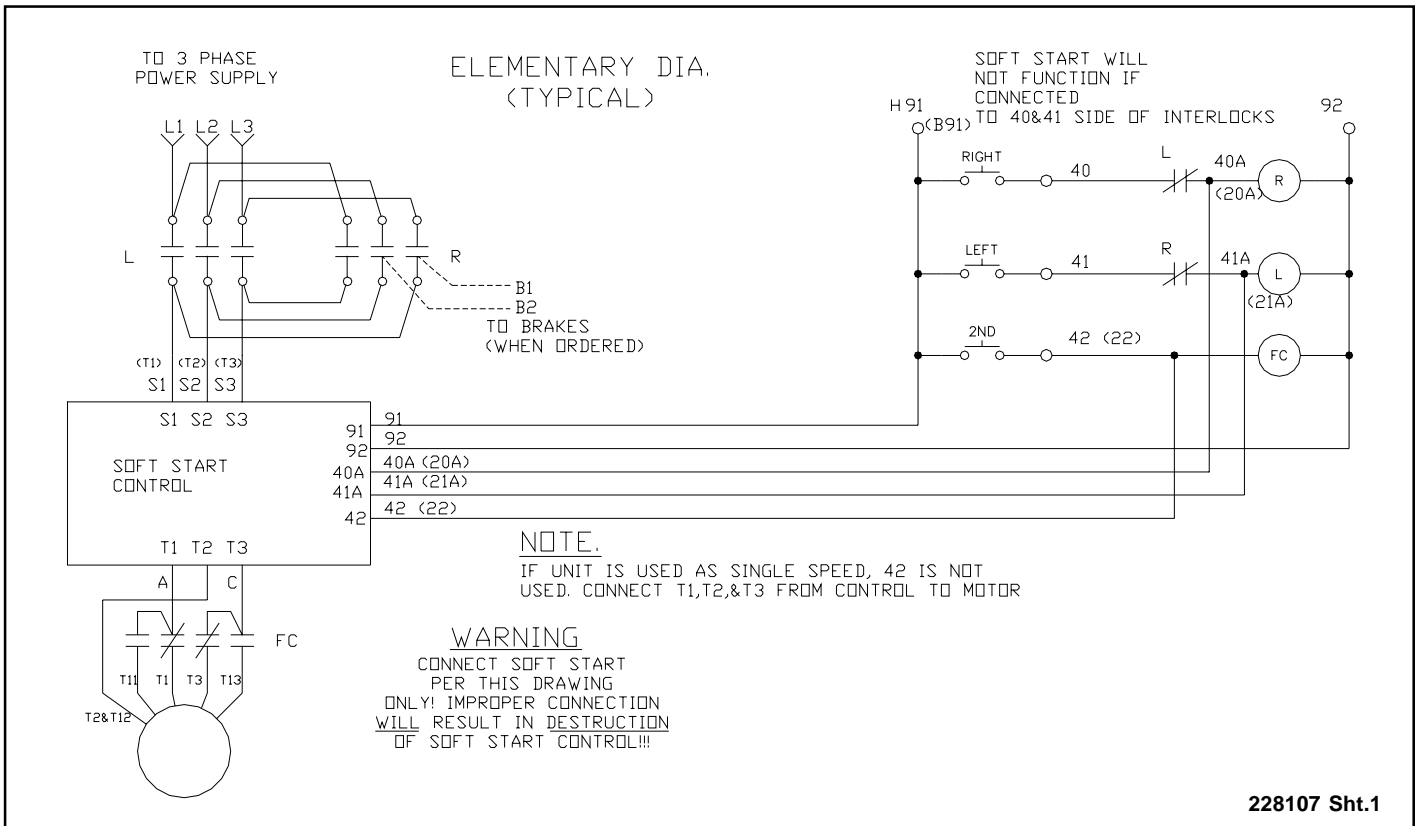 TO 3 PHASE
POWER SUPPLY
ELEMENTARY DIA.
(TYPICAL)
SOFT START WILL
NOT FUNCTION IF
CONNECTED
TO 40&41 SIDE OF INTERLOCKS
H 91
(B91)
92
L1 L2 L3
RIGHT
40
L
40A
(20A)
R
L
R
LEFT
41
R
41A
(21A)
L
B1
B2
TO BRAKES
(WHEN ORDERED)
2ND
42 (22)
FC
(T1) (T2) (T3)
S1 S2 S3
S1 S2 S3
SOFT START
CONTROL
91
92
40A
41A
42
91
92
40A (20A)
41A (21A)
42 (22)
T1 T2 T3
A C
FC
T11 T1 T3 T13
T2&T12
NOTE.
IF UNIT IS USED AS SINGLE SPEED, 42 IS NOT
USED. CONNECT T1,T2,&T3 FROM CONTROL TO MOTOR
WARNING
CONNECT SOFT START
PER THIS DRAWING
ONLY! IMPROPER CONNECTION
WILL RESULT IN DESTRUCTION
OF SOFT START CONTROL!!!
228107 Sht.1